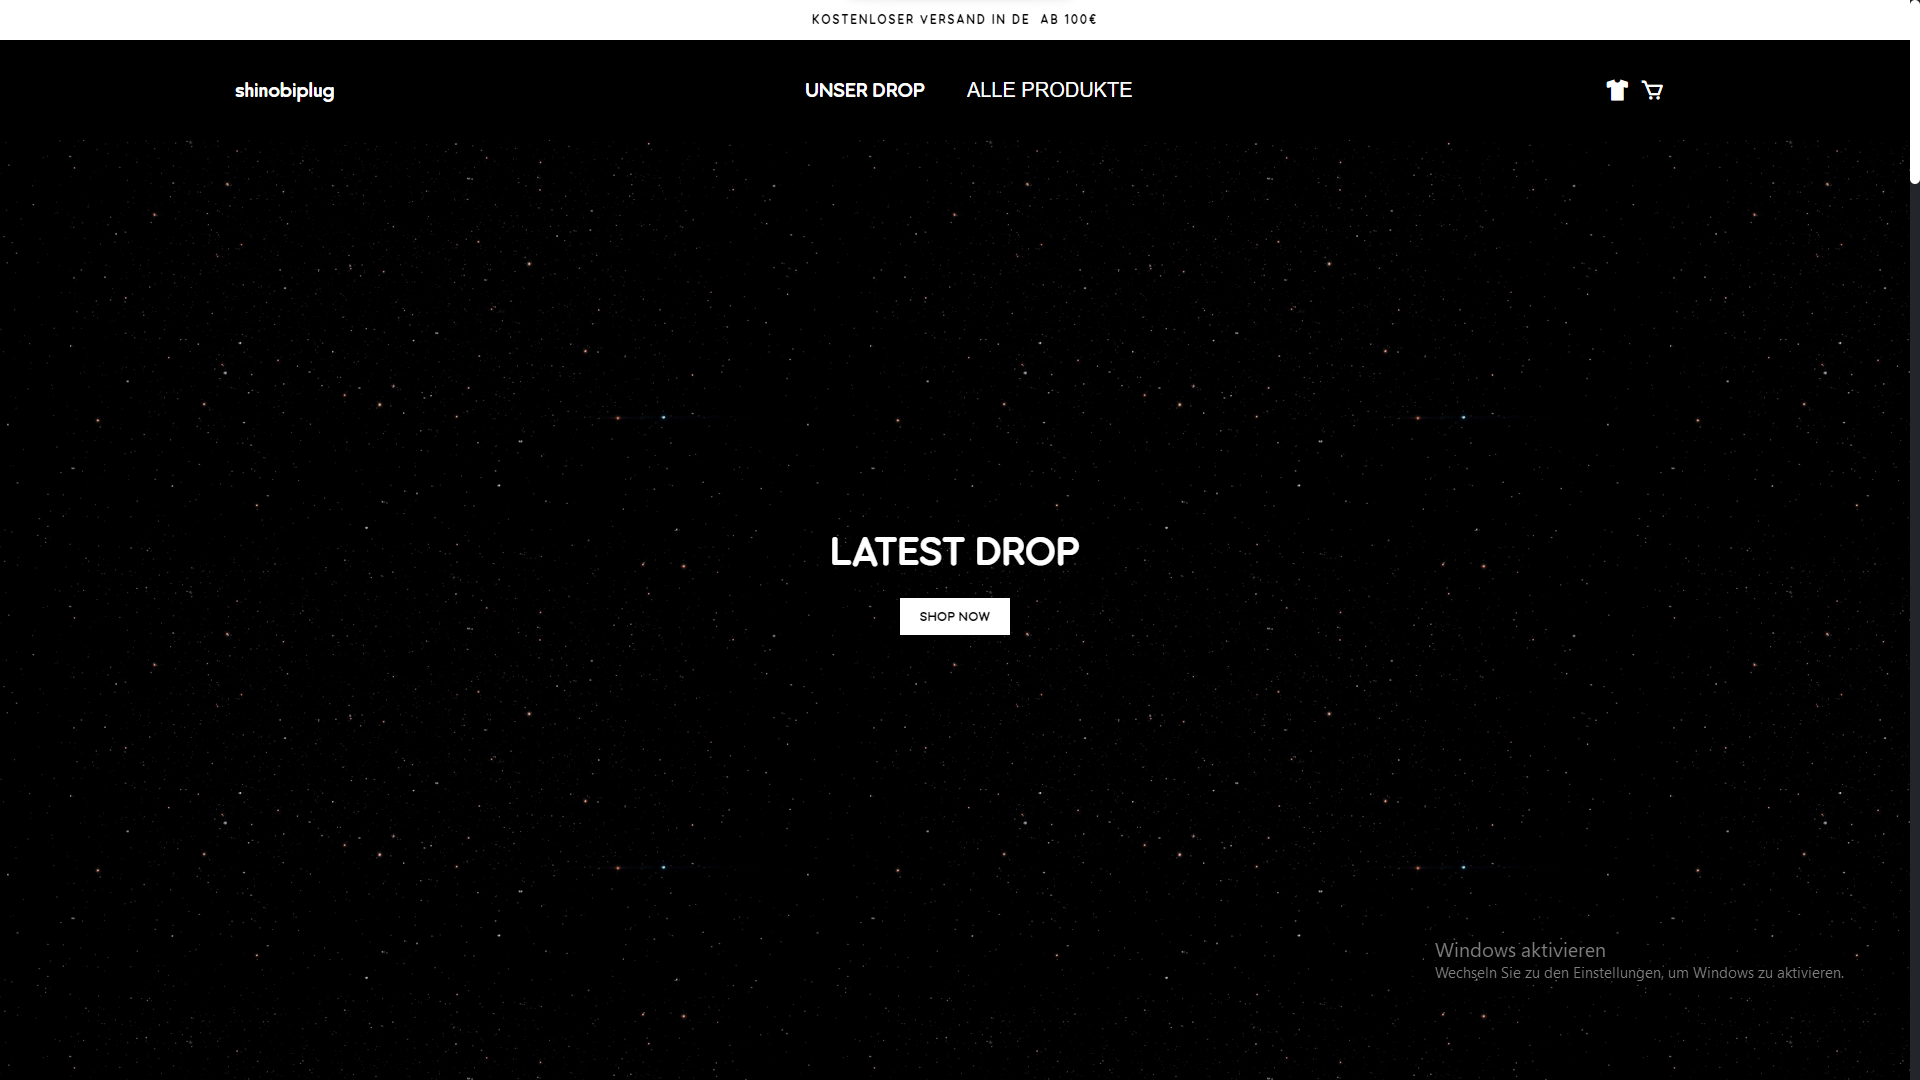 KOSTENLOSER VERSAND IN DE AB 100€
shinobiplug
UNSER DROP
ALLE PRODUKTE
LATEST DROP
SHOP NOW
Windows aktivieren
Wechseln Sie zu den Einstellungen, um Windows zu aktivieren.